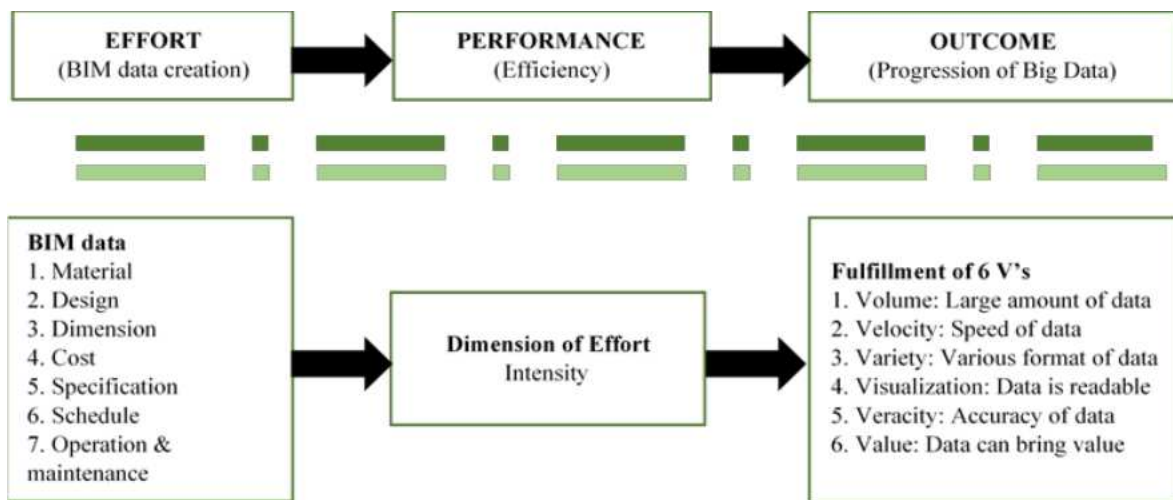 EFFORT
(BIM data creation)
PERFORMANCE
(Efficiency)
OUTCOME
(Progression of Big Data)
BIM data
1. Material
2. Design
3. Dimension
4. Cost
5. Specification
6. Schedule
7. Operation &
maintenance
Dimension of Effort
Intensity
Fulfillment of 6 V's
1. Volume: Large amount of data
2. Velocity: Speed of data
3. Variety: Various format of data
4. Visualization: Data is readable
5. Veracity: Accuracy of data
6. Value: Data can bring value